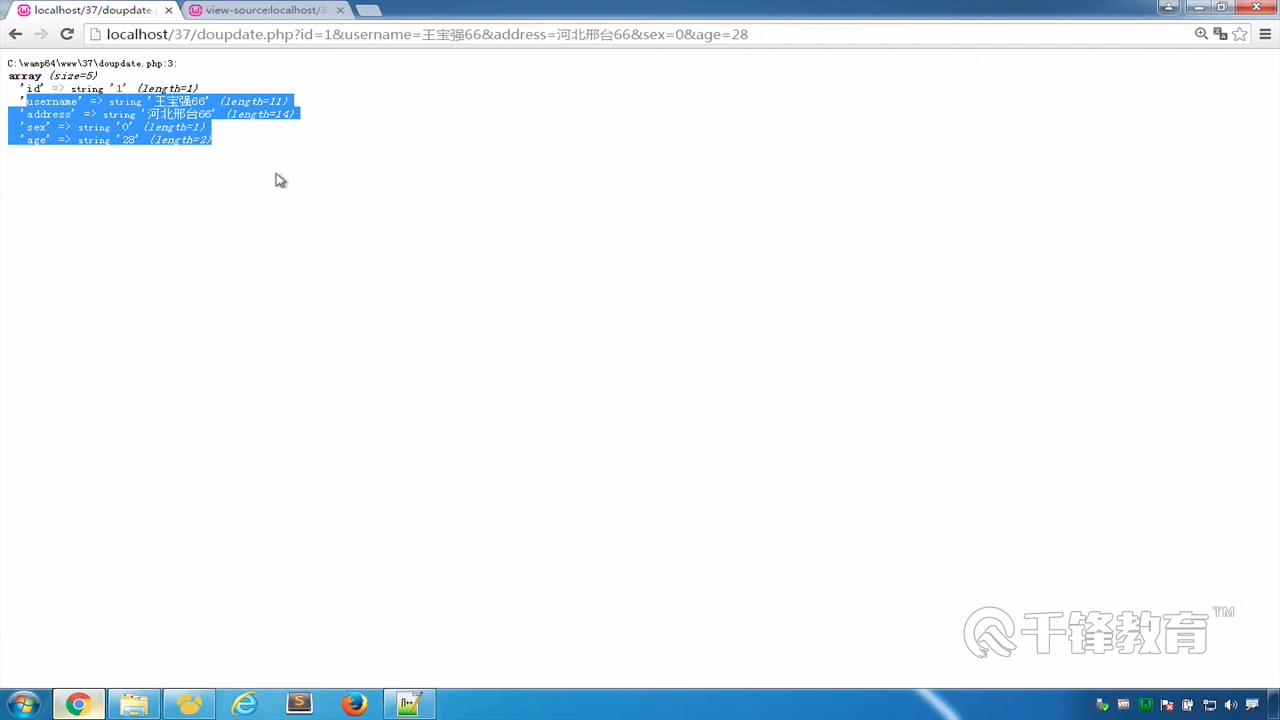 localhost/37/doupdate.
view-source:localhost/3
localhost/37/doupdate.php?id=1&username=王宝强66&address=河北邢台66&sex=0&age=28
C:\wamp64\www\37\doupdate.php:3:
array (size=5)
'id' => string '1' (length=1)
'username' => string '王宝强66' (length=11)
'address' => string '河北邢台66' (length=14)
'sex' => string '0' (length=1)
'age' => string '28' (length=2)
千锋教育™